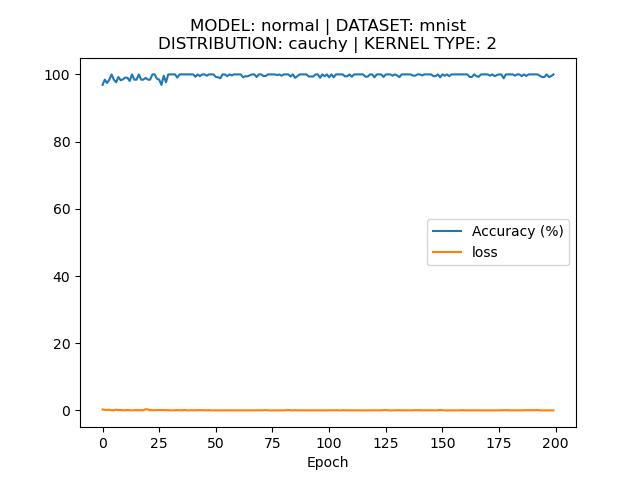 MODEL: normal | DATASET: mnist
DISTRIBUTION: cauchy | KERNEL TYPE: 2
100
80
60
40
20
0
Accuracy (%)
loss
0 25 50 75 100 125 150 175 200
Epoch